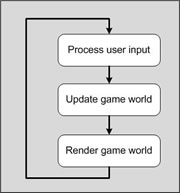 Process user input
Update game world
Render game world